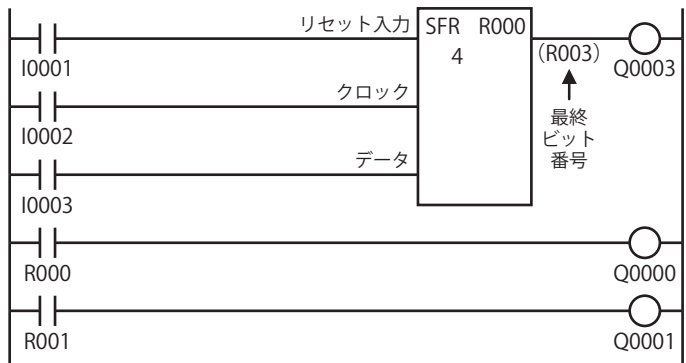 リセット入力
SFR R000
4
I0001
(R003)
Q0003
クロック
最終
ビット
番号
I0002
データ
I0003
R000
Q0000
R001
Q0001